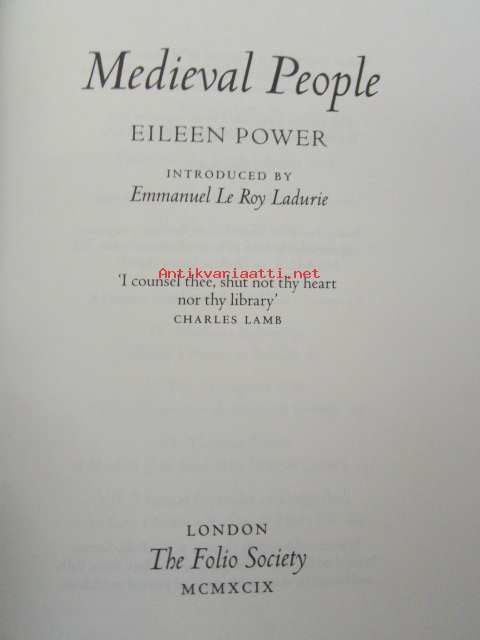 Medieval People
EILEEN POWER
INTRODUCED BY
Emmanuel Le Roy Ladurie
Antikvariaatti.net
‘I counsel thee, shut not thy heart
nor thy library’
CHARLES LAMB
LONDON
The Folio Society
MCMXCIX